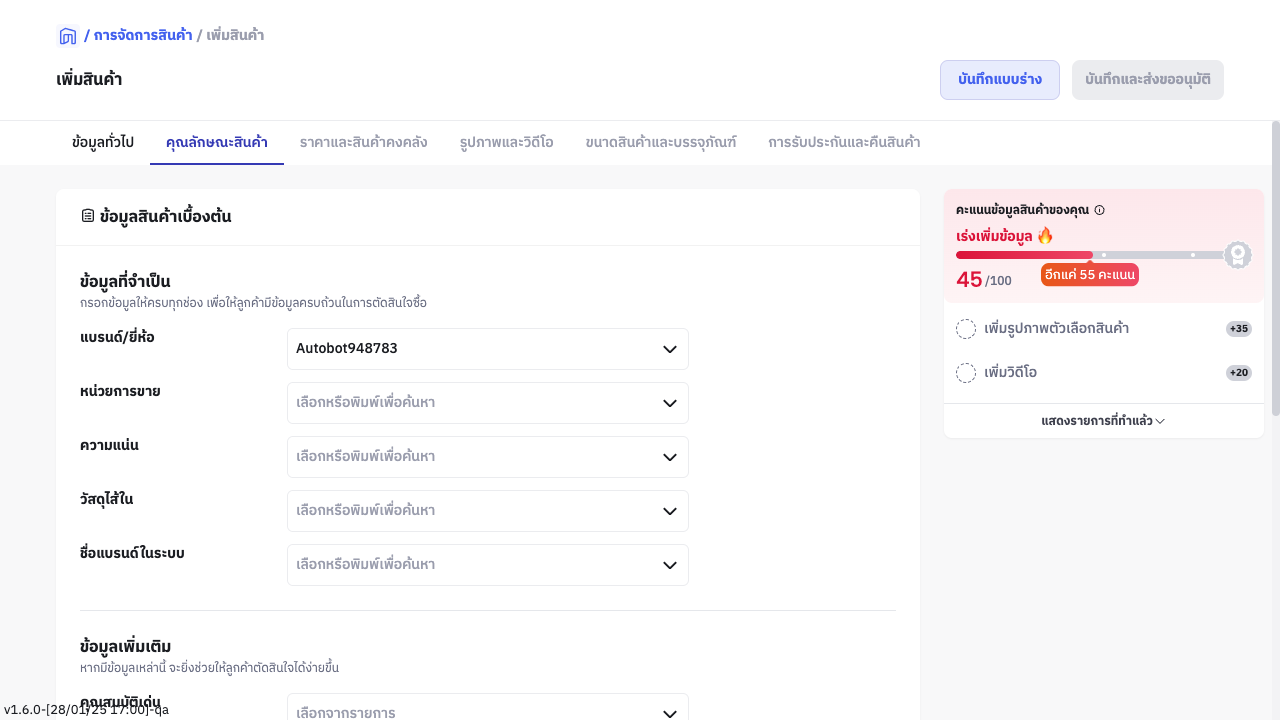 / การจัดการสินค้า / เพิ่มสินค้า
เพิ่มสินค้า
บันทึกแบบร่าง
บันทึกและส่งขออนุมัติ
ข้อมูลทั่วไป
คุณลักษณะสินค้า
ราคาและสินค้าคงคลัง
รูปภาพและวิดีโอ
ขนาดสินค้าและบรรจุภัณฑ์
การรับประกันและคืนสินค้า
ข้อมูลสินค้าเบื้องต้น
ข้อมูลที่จำเป็น
กรอกข้อมูลให้ครบทุกช่อง เพื่อให้ลูกค้ามีข้อมูลครบถ้วนในการตัดสินใจซื้อ
แบรนด์/ยี่ห้อ
Autobot948783
หน่วยการขาย
เลือกหรือพิมพ์เพื่อค้นหา
ความแน่น
เลือกหรือพิมพ์เพื่อค้นหา
วัสดุไส้ใน
เลือกหรือพิมพ์เพื่อค้นหา
ชื่อแบรนด์ในระบบ
เลือกหรือพิมพ์เพื่อค้นหา
ข้อมูลเพิ่มเติม
หากมีข้อมูลเหล่านี้ จะยิ่งช่วยให้ลูกค้าตัดสินใจได้ง่ายขึ้น
คุณสมบัติเด่น
เลือกจากรายการ
v1.6.0-[28/01/25 17:00]-qa
คะแนนข้อมูลสินค้าของคุณ
เร่งเพิ่มข้อมูล 🔥
45/100
อีกแค่ 55 คะแนน
เพิ่มรูปภาพตัวเลือกสินค้า
+35
เพิ่มวิดีโอ
+20
แสดงรายการที่ทำแล้ว